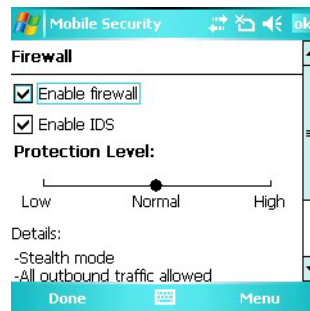 Mobile Security ok
Firewall
Enable firewall
Enable IDS
Protection Level:
Low Normal High
Details:
-Stealth mode
-All outbound traffic allowed
Done Menu